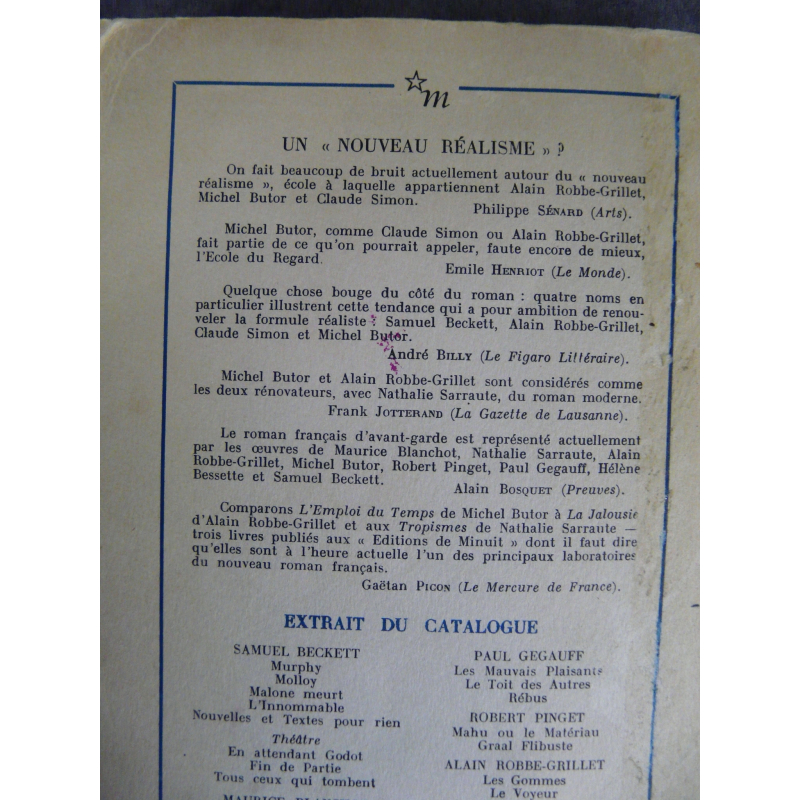 m
UN « NOUVEAU RÉALISME » ?
On fait beaucoup de bruit actuellement autour du « nouveau
réalisme », école à laquelle appartiennent Alain Robbe-Grillet,
Michel Butor et Claude Simon.
Philippe SÉNARD (Arts).
Michel Butor, comme Claude Simon ou Alain Robbe-Grillet,
fait partie de ce qu'on pourrait appeler, faute encore de mieux,
l'Ecole du Regard.
Emile HENRIOT (Le Monde).
Quelque chose bouge du côté du roman : quatre noms en
particulier illustrent cette tendance qui a pour ambition de renou-
veler la formule réaliste : Samuel Beckett, Alain Robbe-Grillet,
Claude Simon et Michel Butor.
André BILLY (Le Figaro Littéraire).
Michel Butor et Alain Robbe-Grillet sont considérés comme
les deux rénovateurs, avec Nathalie Sarraute, du roman moderne.
Frank JOTTERAND (La Gazette de Lausanne).
Le roman français d'avant-garde est représenté actuellement
par les œuvres de Maurice Blanchot, Nathalie Sarraute, Alain
Robbe-Grillet, Michel Butor, Robert Pinget, Paul Gegauff, Hélène
Bessette et Samuel Beckett.
Alain BOSQUET (Preuves).
Comparons L'Emploi du Temps de Michel Butor à La Jalousie
d'Alain Robbe-Grillet et aux Tropismes de Nathalie Sarraute —
trois livres publiés aux « Editions de Minuit » dont il faut dire
qu'elles sont à l'heure actuelle l'un des principaux laboratoires
du nouveau roman français.
Gaëtan PICON (Le Mercure de France).
EXTRAIT DU CATALOGUE
SAMUEL BECKETT
Murphy
Molloy
Malone meurt
L'Innommable
Nouvelles et Textes pour rien
Théâtre
En attendant Godot
Fin de Partie
Tous ceux qui tombent
PAUL GEGAUFF
Les Mauvais Plaisants
Le Toit des Autres
Rébus
ROBERT PINGET
Mahu ou le Matériau
Graal Flibuste
ALAIN ROBBE-GRILLET
Les Gommes
Le Voyeur